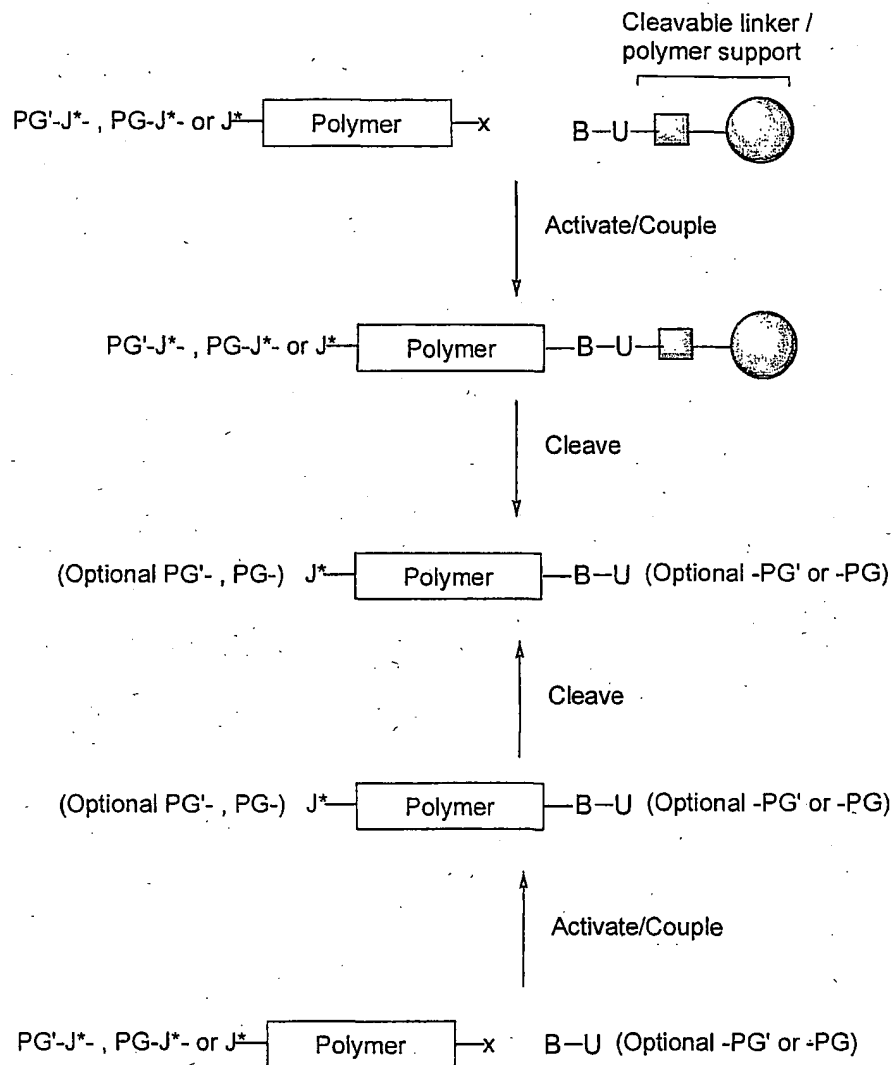 Cleavable linker /
polymer support
PG'-J*- , PG-J*- or J* Polymer x B–U
Activate/Couple
PG'-J*- , PG-J*- or J* Polymer B–U
Cleave
(Optional PG'- , PG-) J* Polymer B–U (Optional -PG' or -PG)
Cleave
(Optional PG'- , PG-) J* Polymer B–U (Optional -PG' or -PG)
Activate/Couple
PG'-J*- , PG-J*- or J* Polymer x B–U (Optional -PG' or -PG)